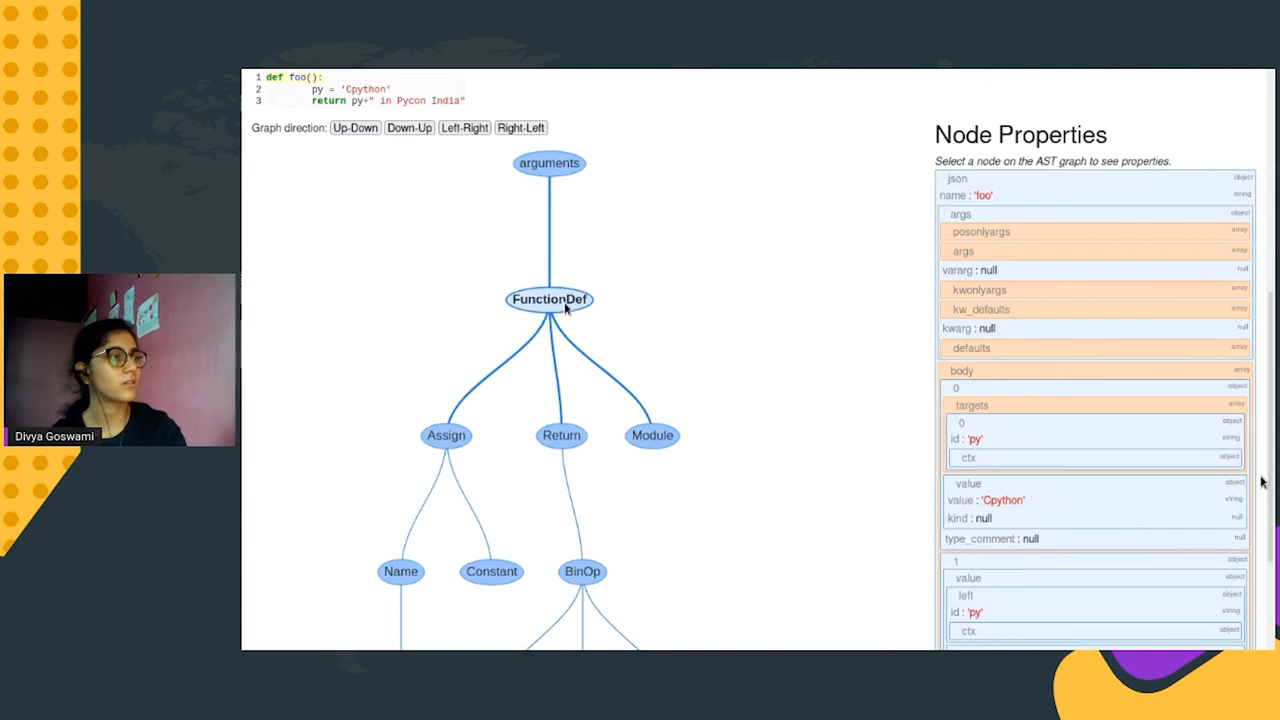 1 def foo():
2 py = 'Cpython'
3 return py+" in Pycon India"
Graph direction: Up-Down Down-Up Left-Right Right-Left
arguments
FunctionDef
Assign Return Module
Name Constant BinOp
Node Properties
Select a node on the AST graph to see properties.
json object
name : 'foo' string
args object
posonlyargs array
args array
vararg : null null
kwonlyargs array
kw_defaults array
kwarg : null null
defaults array
body array
0 object
targets array
0 object
id : 'py' string
ctx object
value object
value : 'Cpython' string
kind : null null
type_comment : null null
1 object
value object
left object
id : 'py' string
ctx object
Divya Goswami